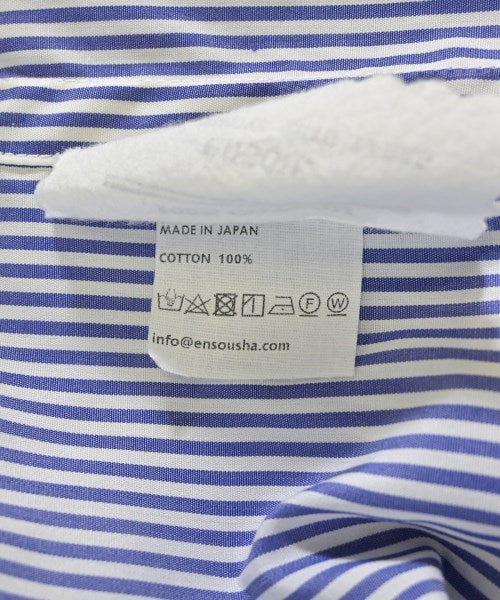 MADE IN JAPAN
COTTON 100%
F W
info@ensousha.com